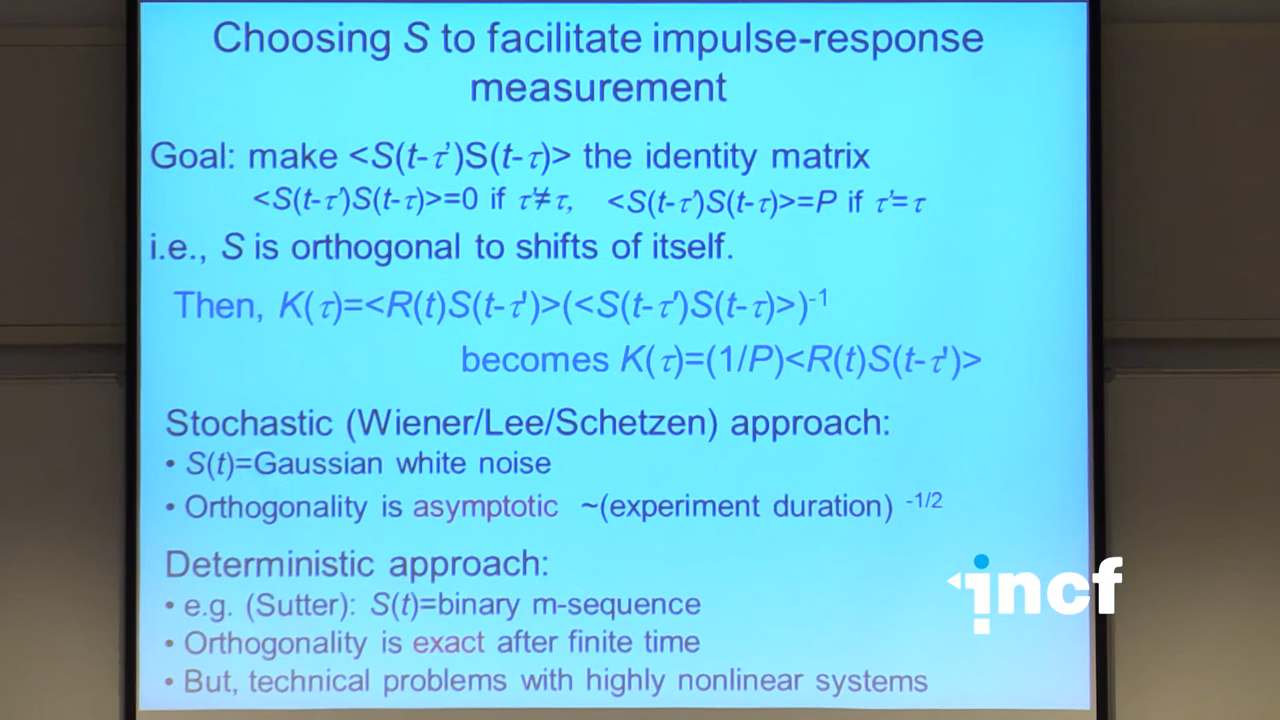 Choosing S to facilitate impulse-response
measurement
Goal: make <S(t-τ')S(t-τ)> the identity matrix
<S(t-τ')S(t-τ)>=0 if τ'≠τ, <S(t-τ')S(t-τ)>=P if τ'=τ
i.e., S is orthogonal to shifts of itself.
Then, K(τ)=<R(t)S(t-τ')>(<S(t-τ')S(t-τ)>)⁻¹
becomes K(τ)=(1/P)<R(t)S(t-τ')>
Stochastic (Wiener/Lee/Schetzen) approach:
• S(t)=Gaussian white noise
• Orthogonality is asymptotic ~(experiment duration) ⁻¹/²
Deterministic approach:
• e.g. (Sutter): S(t)=binary m-sequence
• Orthogonality is exact after finite time
• But, technical problems with highly nonlinear systems
incf